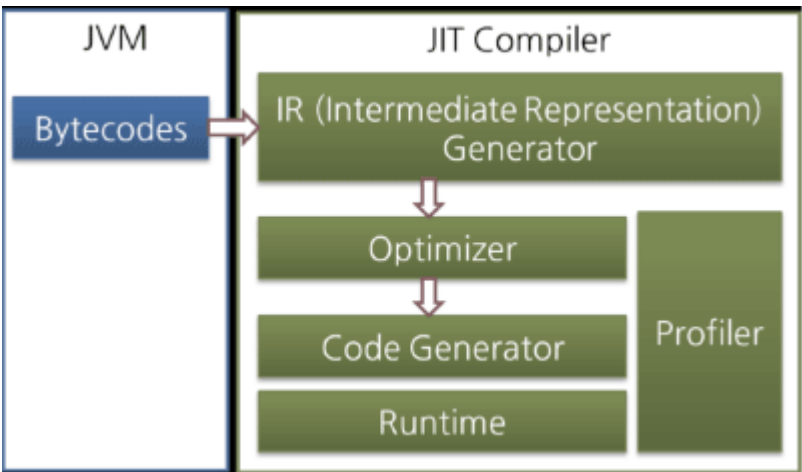 JVM
JIT Compiler
Bytecodes
IR (Intermediate Representation)
Generator
Optimizer
Code Generator
Profiler
Runtime